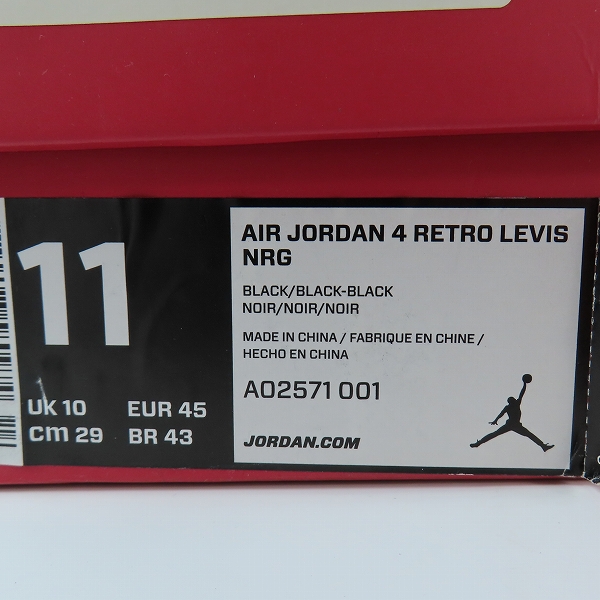 11
UK 10 EUR 45
cm 29 BR 43
AIR JORDAN 4 RETRO LEVIS
NRG
BLACK/BLACK-BLACK
NOIR/NOIR/NOIR
MADE IN CHINA / FABRIQUE EN CHINE /
HECHO EN CHINA
AO2571 001
JORDAN.COM